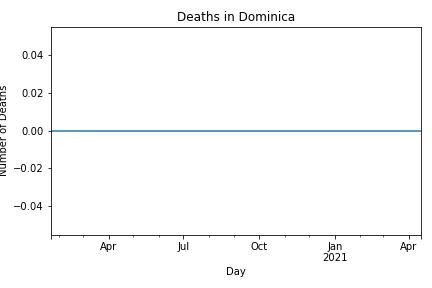 Deaths in Dominica
0.04
0.02
0.00
−0.02
−0.04
Number of Deaths
Apr
Jul
Oct
Jan
2021
Apr
Day